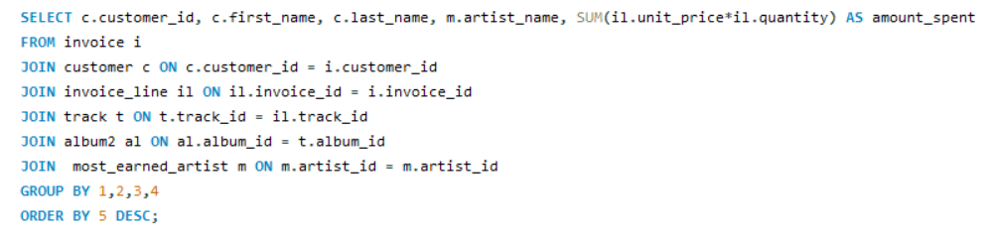 SELECT c.customer_id, c.first_name, c.last_name, m.artist_name, SUM(il.unit_price*il.quantity) AS amount_spent
FROM invoice i
JOIN customer c ON c.customer_id = i.customer_id
JOIN invoice_line il ON il.invoice_id = i.invoice_id
JOIN track t ON t.track_id = il.track_id
JOIN album2 al ON al.album_id = t.album_id
JOIN  most_earned_artist m ON m.artist_id = m.artist_id
GROUP BY 1,2,3,4
ORDER BY 5 DESC;